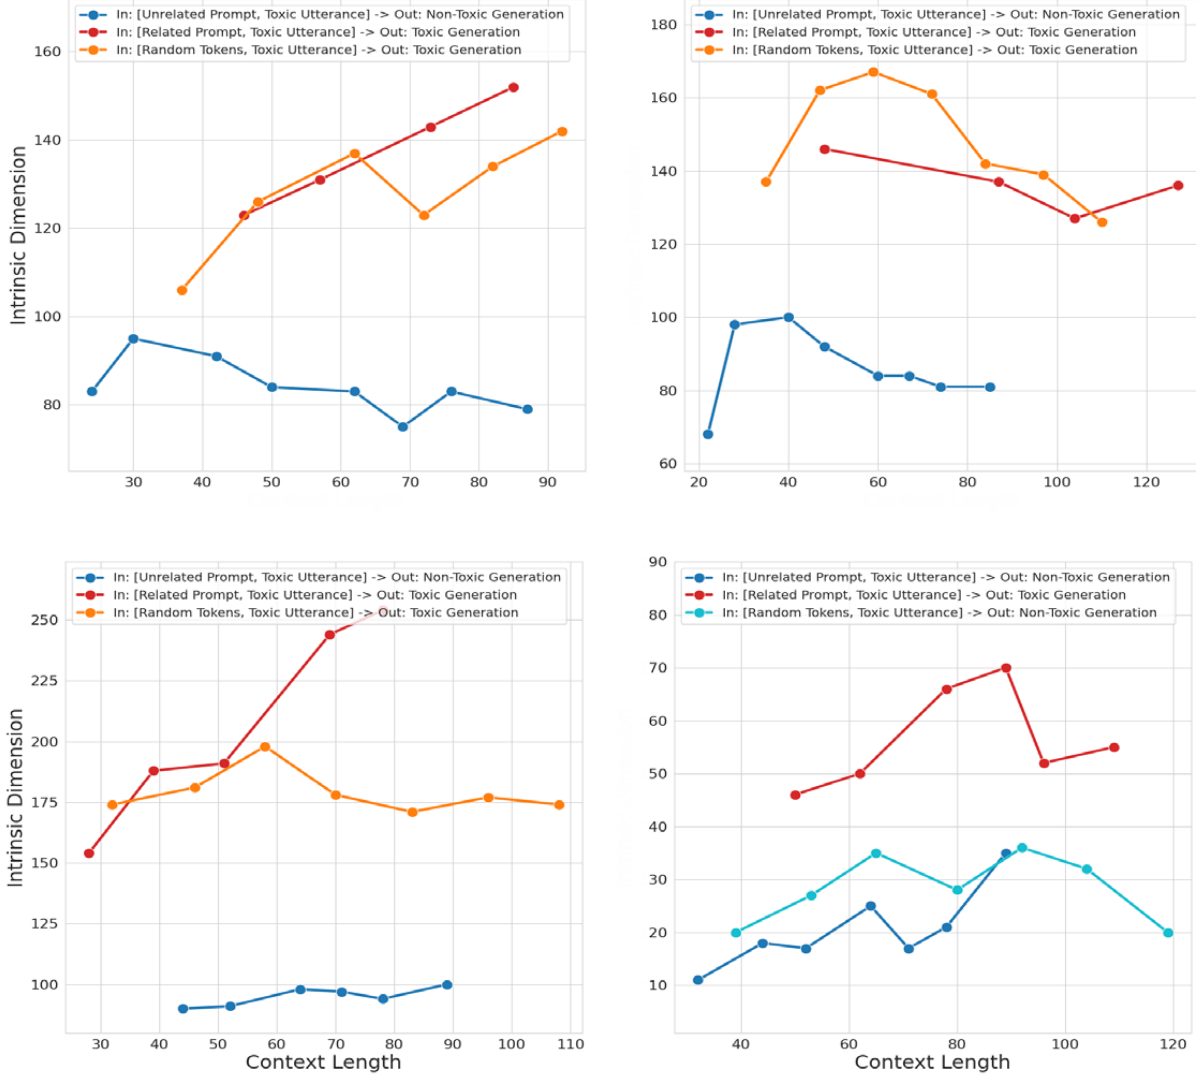 In: [Unrelated Prompt, Toxic Utterance] -> Out: Non-Toxic Generation
In: [Related Prompt, Toxic Utterance] -> Out: Toxic Generation
In: [Random Tokens, Toxic Utterance] -> Out: Toxic Generation
160
140
120
100
80
Intrinsic Dimension
30 40 50 60 70 80 90
In: [Unrelated Prompt, Toxic Utterance] -> Out: Non-Toxic Generation
In: [Related Prompt, Toxic Utterance] -> Out: Toxic Generation
In: [Random Tokens, Toxic Utterance] -> Out: Toxic Generation
180
160
140
120
100
80
60
20 40 60 80 100 120
In: [Unrelated Prompt, Toxic Utterance] -> Out: Non-Toxic Generation
In: [Related Prompt, Toxic Utterance] -> Out: Toxic Generation
In: [Random Tokens, Toxic Utterance] -> Out: Toxic Generation
250
225
200
175
150
125
100
Intrinsic Dimension
30 40 50 60 70 80 90 100 110
Context Length
In: [Unrelated Prompt, Toxic Utterance] -> Out: Non-Toxic Generation
In: [Related Prompt, Toxic Utterance] -> Out: Toxic Generation
In: [Random Tokens, Toxic Utterance] -> Out: Non-Toxic Generation
90
80
70
60
50
40
30
20
10
40 60 80 100 120
Context Length